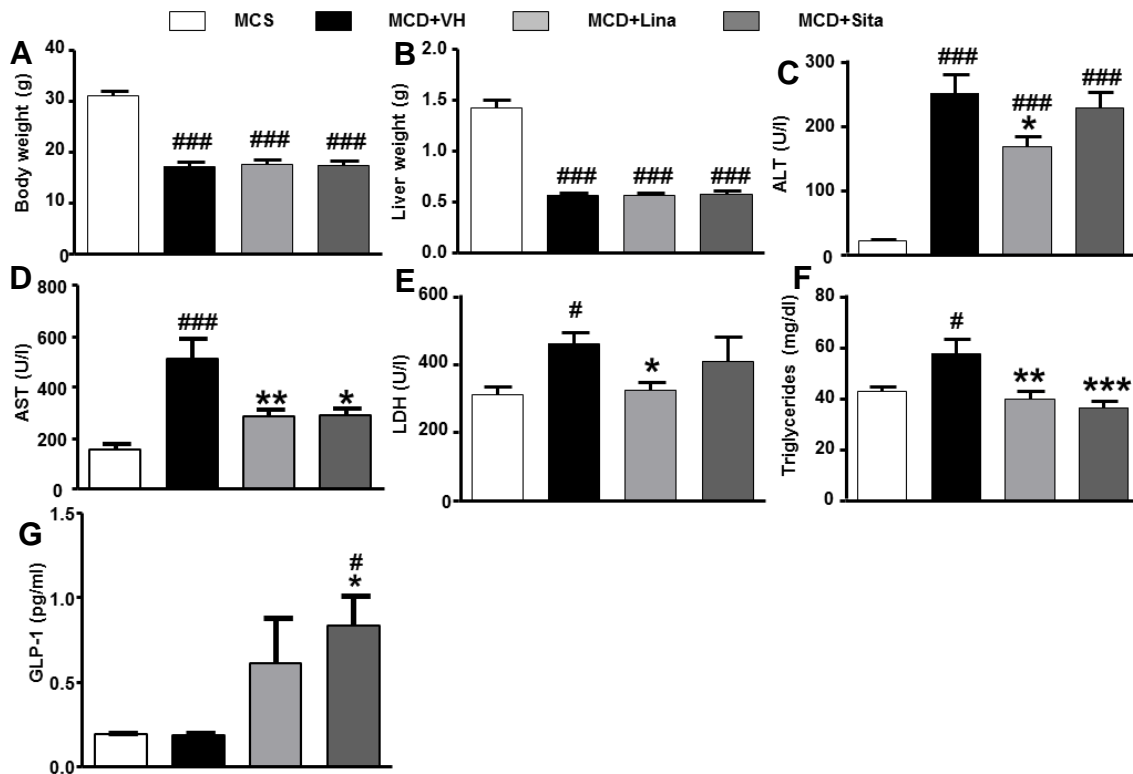 MCS MCD+VH MCD+Lina MCD+Sita
A
Body weight (g)
40
30
20
10
0
### ### ###
B
Liver weight (g)
2.0
1.5
1.0
0.5
0.0
### ### ###
C
ALT (U/l)
300
200
100
0
###
###
*
###
D
AST (U/l)
800
600
400
200
0
###
**
*
E
LDH (U/l)
600
400
200
0
#
*
F
Triglycerides (mg/dl)
80
60
40
20
0
#
**
***
G
GLP-1 (pg/ml)
1.5
1.0
0.5
0.0
#
*